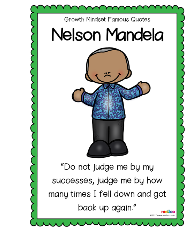 Growth Mindset Famous Quotes
Nelson Mandela
"Do not judge me by my
successes, judge me by how
many times I fell down and got
back up again."